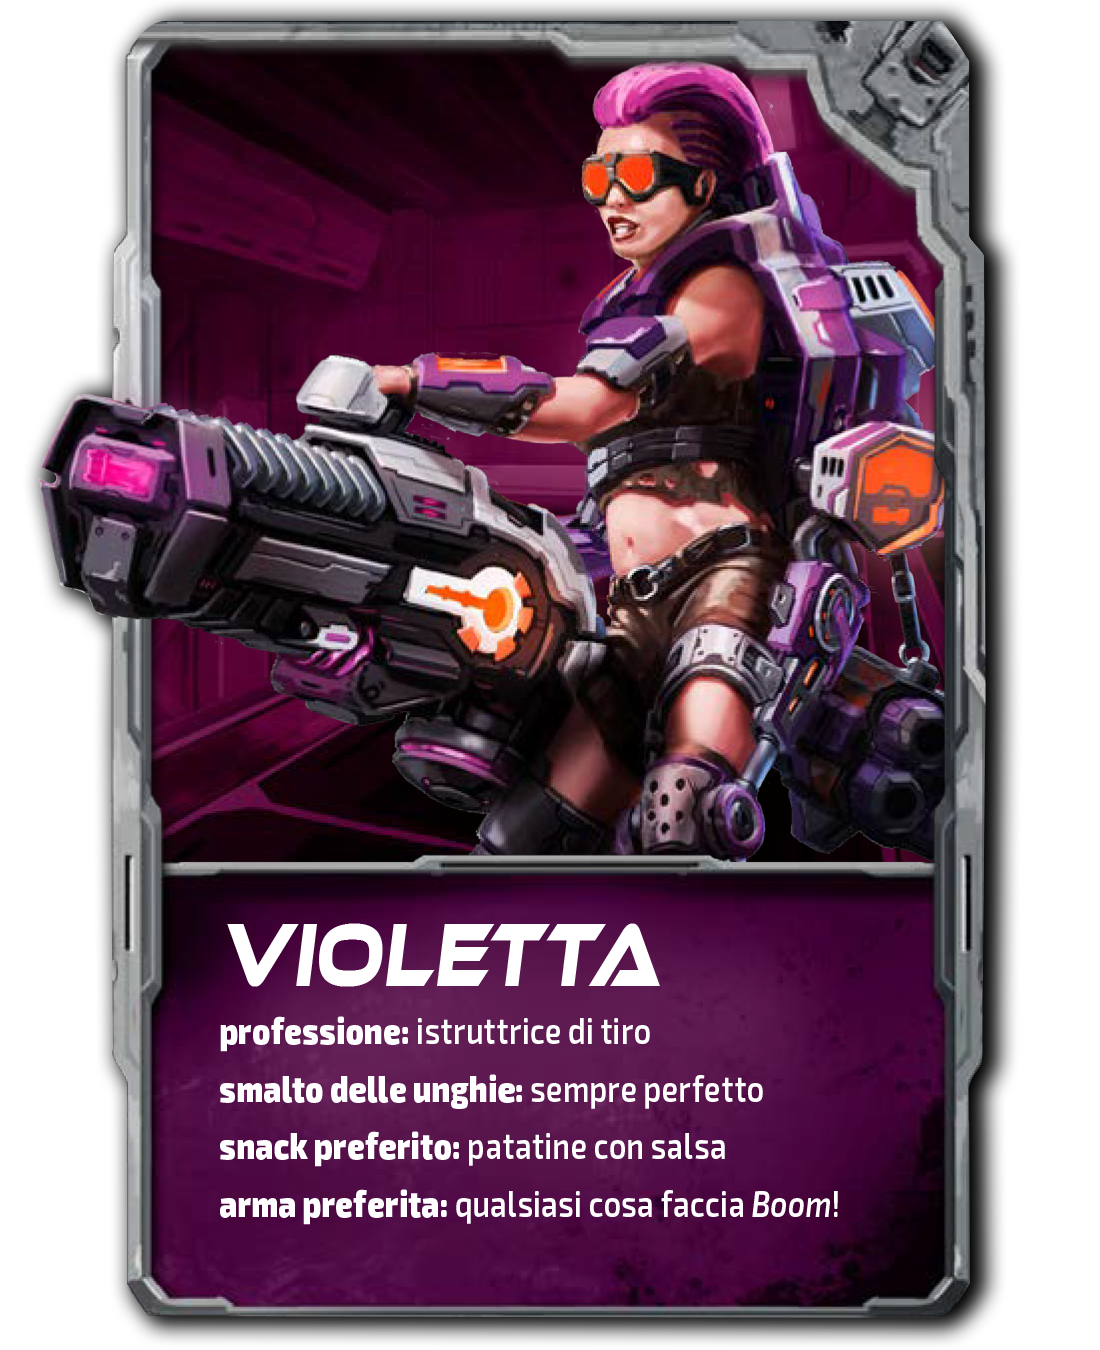 VIOLETTA
professione: istruttrice di tiro
smalto delle unghie: sempre perfetto
snack preferito: patatine con salsa
arma preferita: qualsiasi cosa faccia Boom!